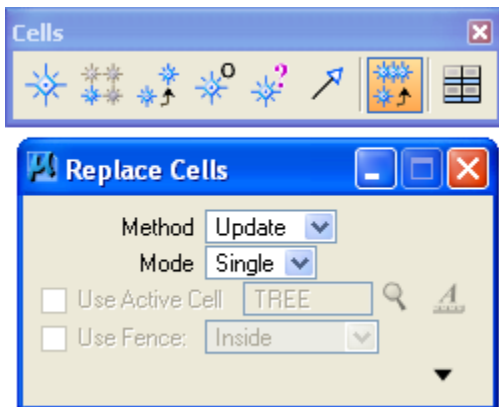 Cells
Replace Cells
Method Update
Mode Single
Use Active Cell TREE
Use Fence: Inside